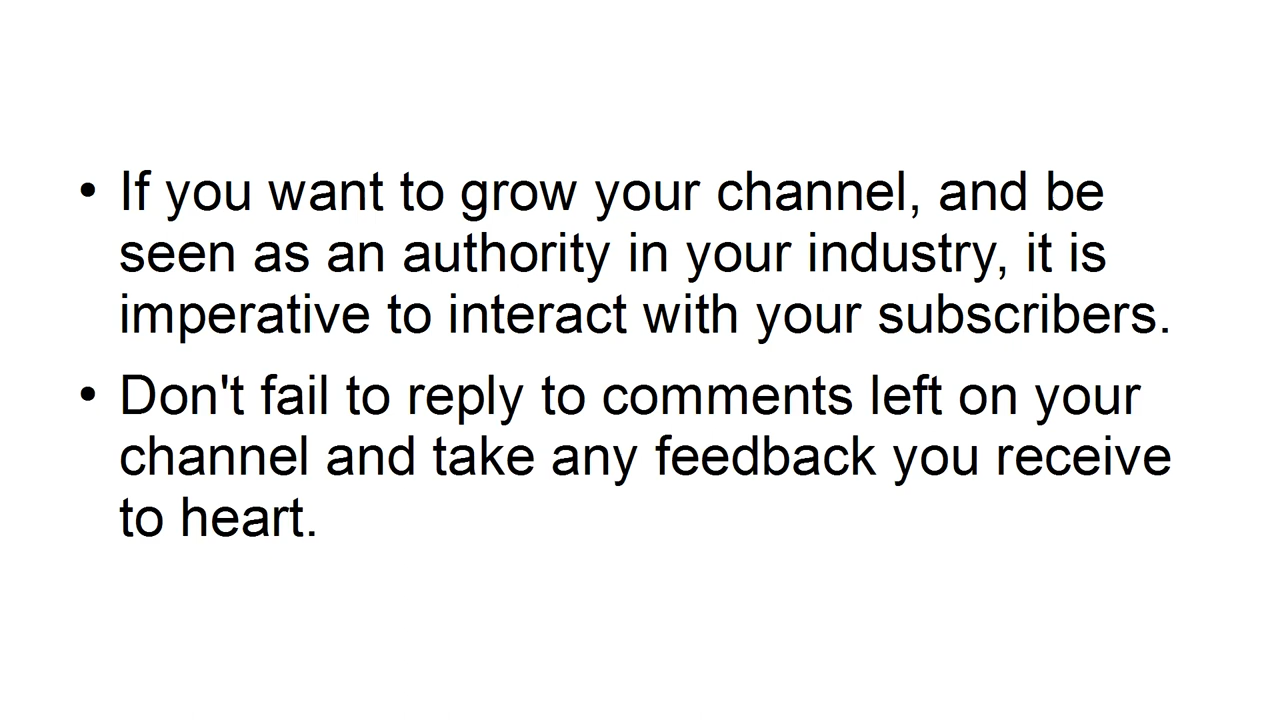 • If you want to grow your channel, and be
seen as an authority in your industry, it is
imperative to interact with your subscribers.
• Don't fail to reply to comments left on your
channel and take any feedback you receive
to heart.